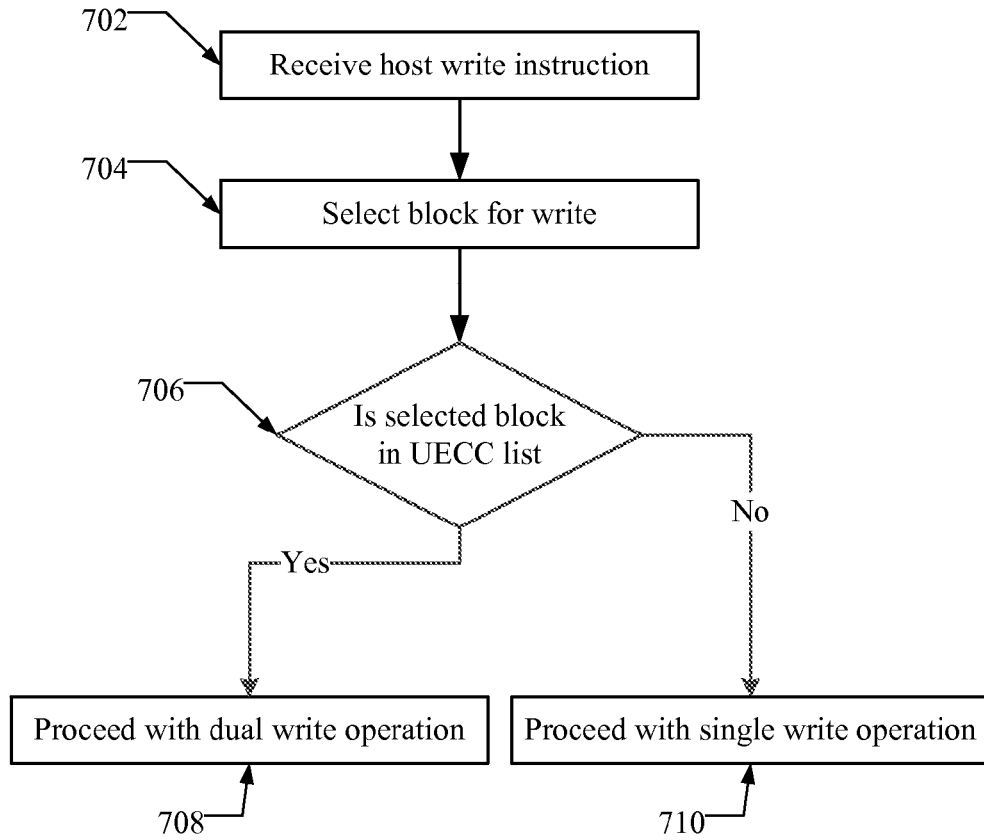 702
Receive host write instruction
704
Select block for write
706
Is selected block
in UECC list
No
Yes
Proceed with dual write operation
Proceed with single write operation
708
710